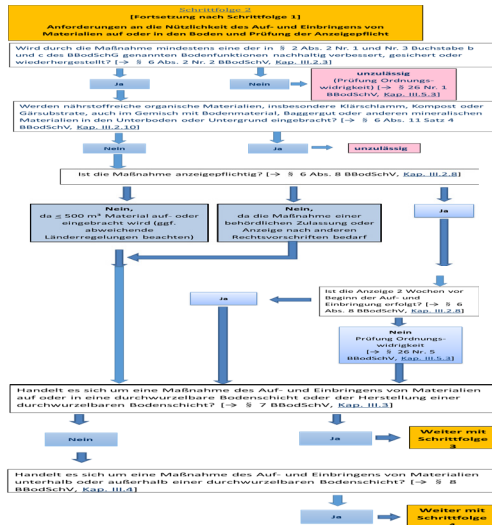 Schrittfolge 2
[Fortsetzung nach Schrittfolge 1]
Anforderungen an die Nützlichkeit des Auf- und Einbringens von
Materialien auf oder in den Boden und Prüfung der Anzeigepflicht
Wird durch die Maßnahme mindestens eine der in § 2 Abs. 2 Nr. 1 und Nr. 3 Buchstabe b
und c des BBodSchG genannten Bodenfunktionen nachhaltig verbessert, gesichert oder
wiederhergestellt? [→ § 6 Abs. 2 Nr. 2 BBodSchV, Kap. III.2.3]
Ja
Nein
unzulässig
(Prüfung Ordnungs-
widrigkeit) [→ § 26 Nr. 1
BBodSchV, Kap. III.5.3]
Werden nährstoffreiche organische Materialien, insbesondere Klärschlamm, Kompost oder
Gärsubstrate, auch im Gemisch mit Bodenmaterial, Baggergut oder anderen mineralischen
Materialien in den Unterboden oder Untergrund eingebracht? [→ § 6 Abs. 11 Satz 4
BBodSchV, Kap. III.2.10]
Nein
Ja
unzulässig
Ist die Maßnahme anzeigepflichtig? [→ § 6 Abs. 8 BBodSchV, Kap. III.2.8]
Nein,
da ≤ 500 m³ Material auf- oder
eingebracht wird (ggf.
abweichende
Länderregelungen beachten)
Nein,
da die Maßnahme einer
behördlichen Zulassung oder
Anzeige nach anderen
Rechtsvorschriften bedarf
Ja
Ist die Anzeige 2 Wochen vor
Beginn der Auf- und
Einbringung erfolgt? [→ § 6
Abs. 8 BBodSchV, Kap. III.2.8]
Ja
Nein
Prüfung Ordnungs-
widrigkeit
[→ § 26 Nr. 5
BBodSchV, Kap. III.5.3]
Handelt es sich um eine Maßnahme des Auf- und Einbringens von Materialien
auf oder in eine durchwurzelbare Bodenschicht oder der Herstellung einer
durchwurzelbaren Bodenschicht? [→ § 7 BBodSchV, Kap. III.3]
Nein
Ja
Weiter mit
Schrittfolge
3
Handelt es sich um eine Maßnahme des Auf- und Einbringens von Materialien
unterhalb oder außerhalb einer durchwurzelbaren Bodenschicht? [→ § 8
BBodSchV, Kap. III.4]
Ja
Weiter mit
Schrittfolge